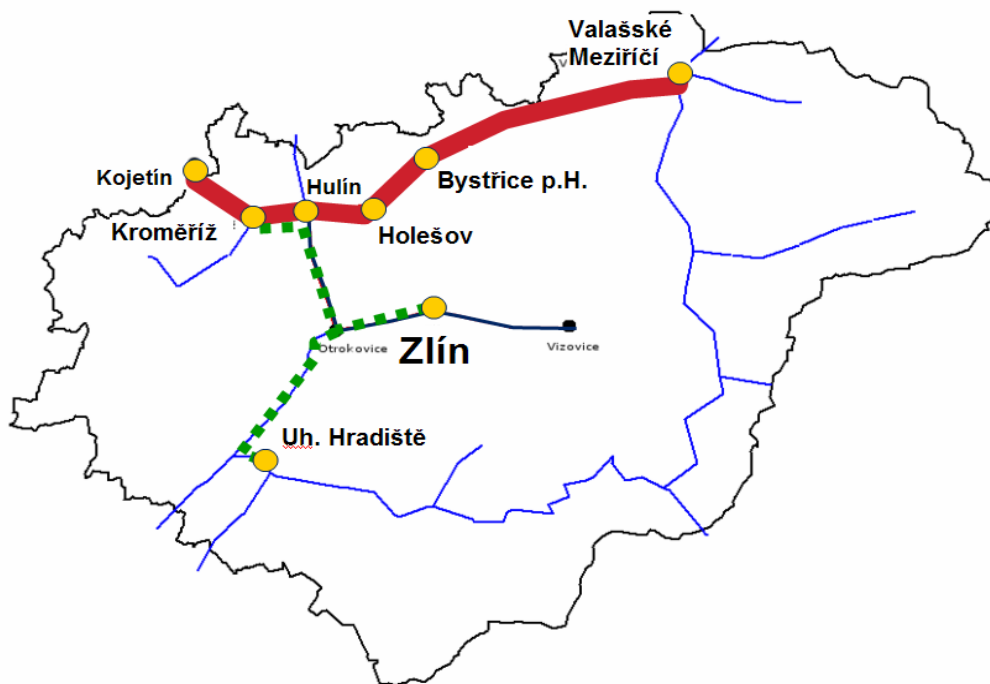 Valašské
Meziříčí
Kojetín
Hulín
Bystřice p.H.
Kroměříž
Holešov
Otrokovice
Zlín
Vizovice
Uh. Hradiště